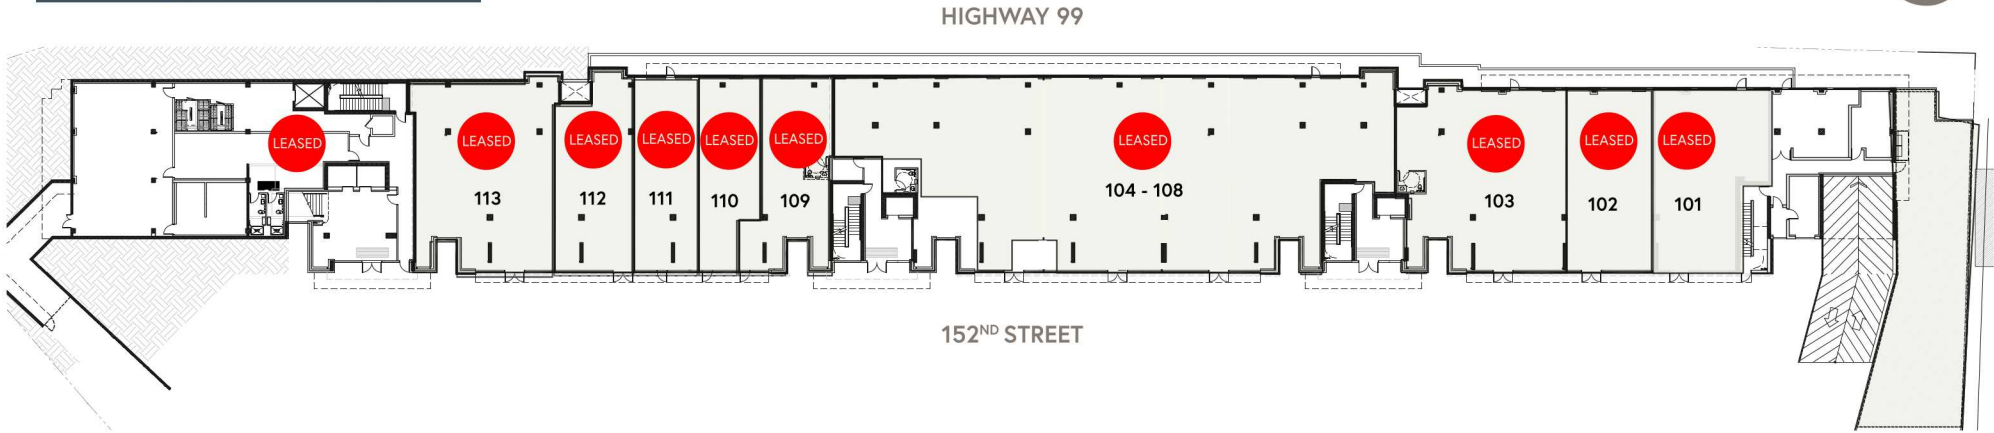 HIGHWAY 99
LEASED
LEASED
LEASED
LEASED
LEASED
LEASED
LEASED
LEASED
LEASED
LEASED
113
112
111
110
109
104 - 108
103
102
101
152ND STREET